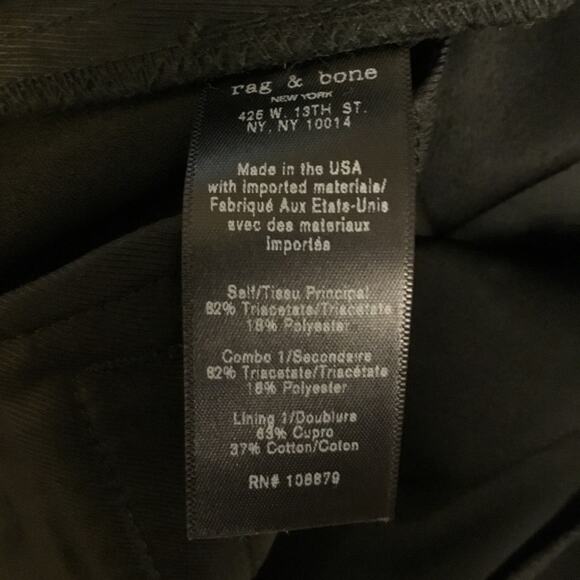 rag & bone
NEW YORK
425 W. 13TH ST.
NY, NY 10014
Made in the USA
with imported materials/
Fabriqué Aux Etats-Unis
avec des materiaux
importés
Self/Tissu Principal
82% Triacetate/Triacétate
18% Polyester
Combo 1/Secondaire
82% Triacetate/Triacétate
18% Polyester
Lining 1/Doublure
63% Cupro
37% Cotton/Coton
RN# 108879